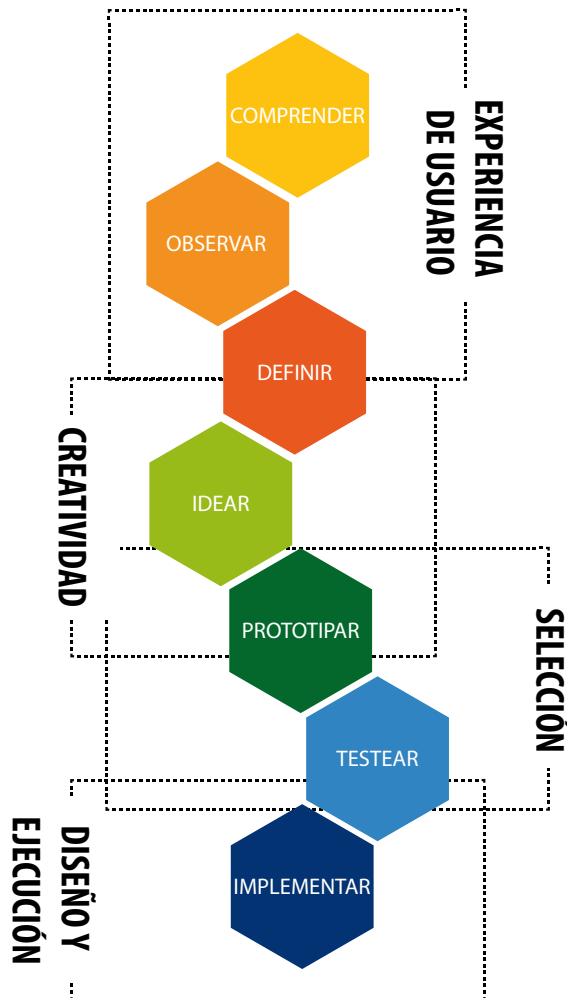 COMPRENDER
EXPERIENCIA
DE USUARIO
OBSERVAR
DEFINIR
CREATIVIDAD
IDEAR
PROTOTIPAR
SELECCIÓN
TESTEAR
DISEÑO Y
EJECUCIÓN
IMPLEMENTAR